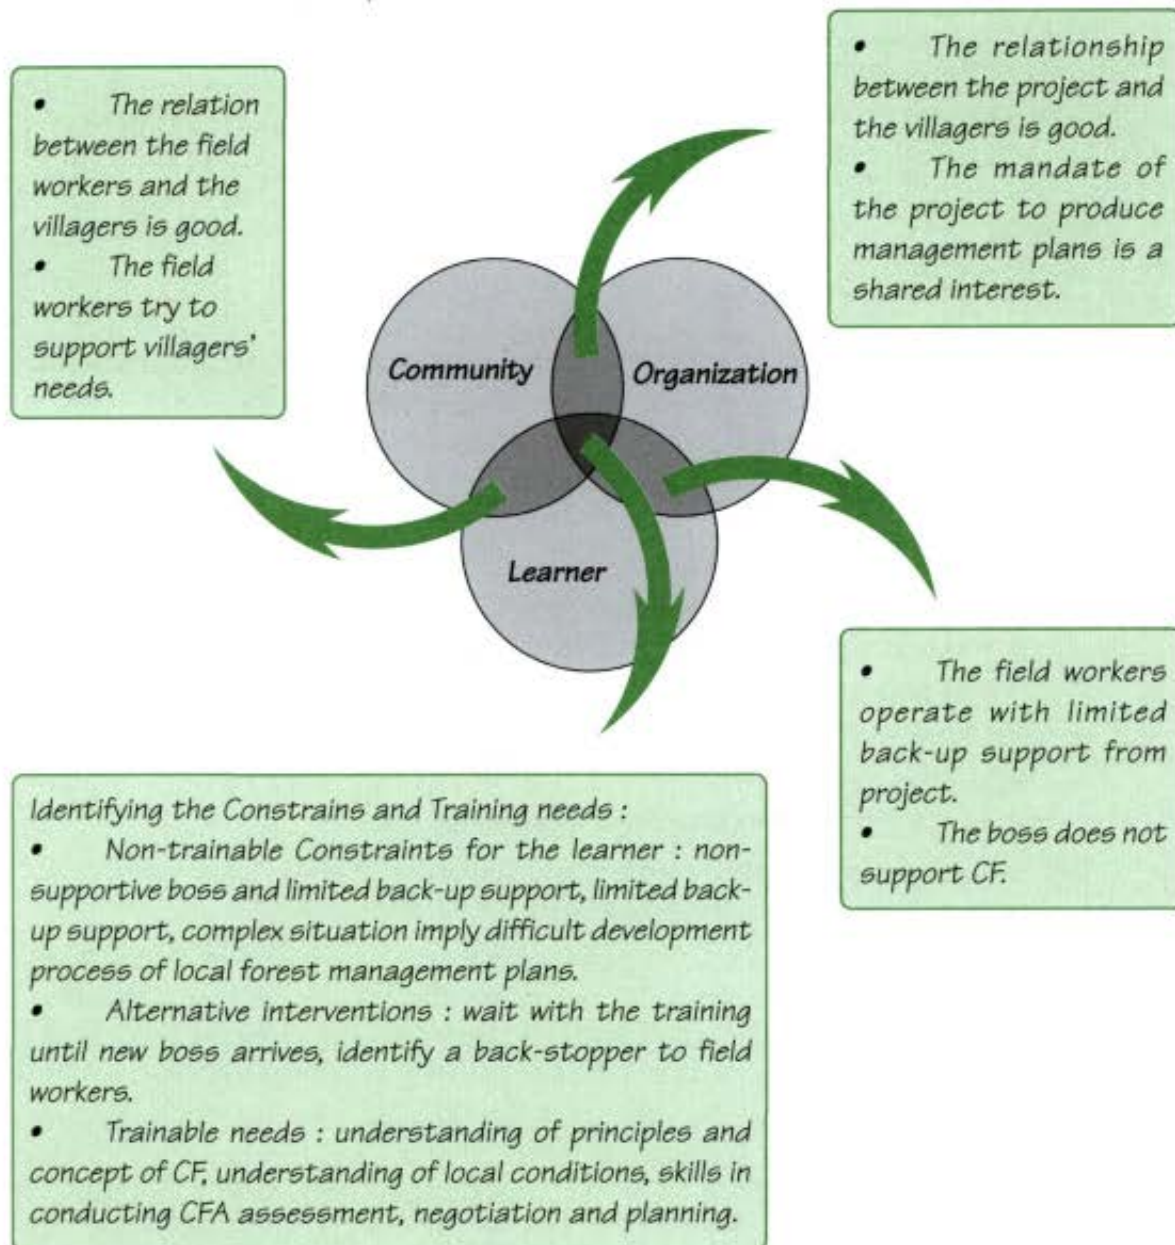 • The relation
between the field
workers and the
villagers is good.
• The field
workers try to
support villagers'
needs.
• The relationship
between the project and
the villagers is good.
• The mandate of
the project to produce
management plans is a
shared interest.
Community
Organization
Learner
• The field workers
operate with limited
back-up support from
project.
• The boss does not
support CF.
Identifying the Constrains and Training needs :
• Non-trainable Constraints for the learner : non-
supportive boss and limited back-up support, limited back-
up support, complex situation imply difficult development
process of local forest management plans.
• Alternative interventions : wait with the training
until new boss arrives, identify a back-stopper to field
workers.
• Trainable needs : understanding of principles and
concept of CF, understanding of local conditions, skills in
conducting CFA assessment, negotiation and planning.